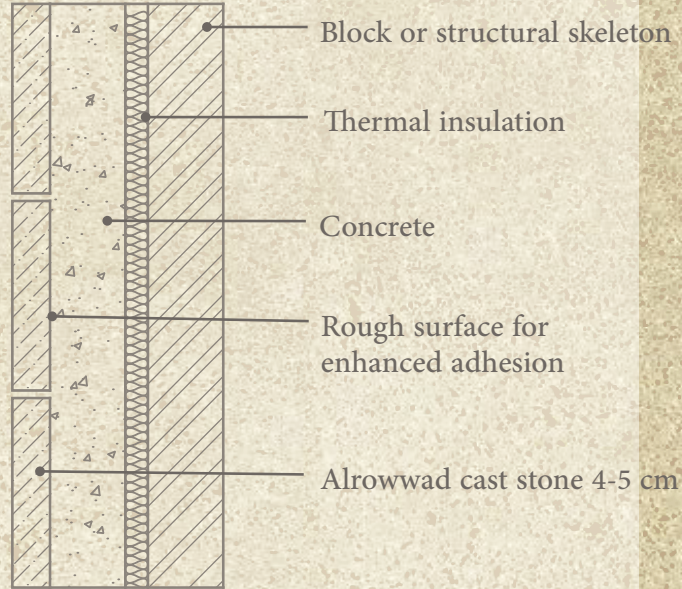 Block or structural skeleton
Thermal insulation
Concrete
Rough surface for
enhanced adhesion
Alrowwad cast stone 4-5 cm